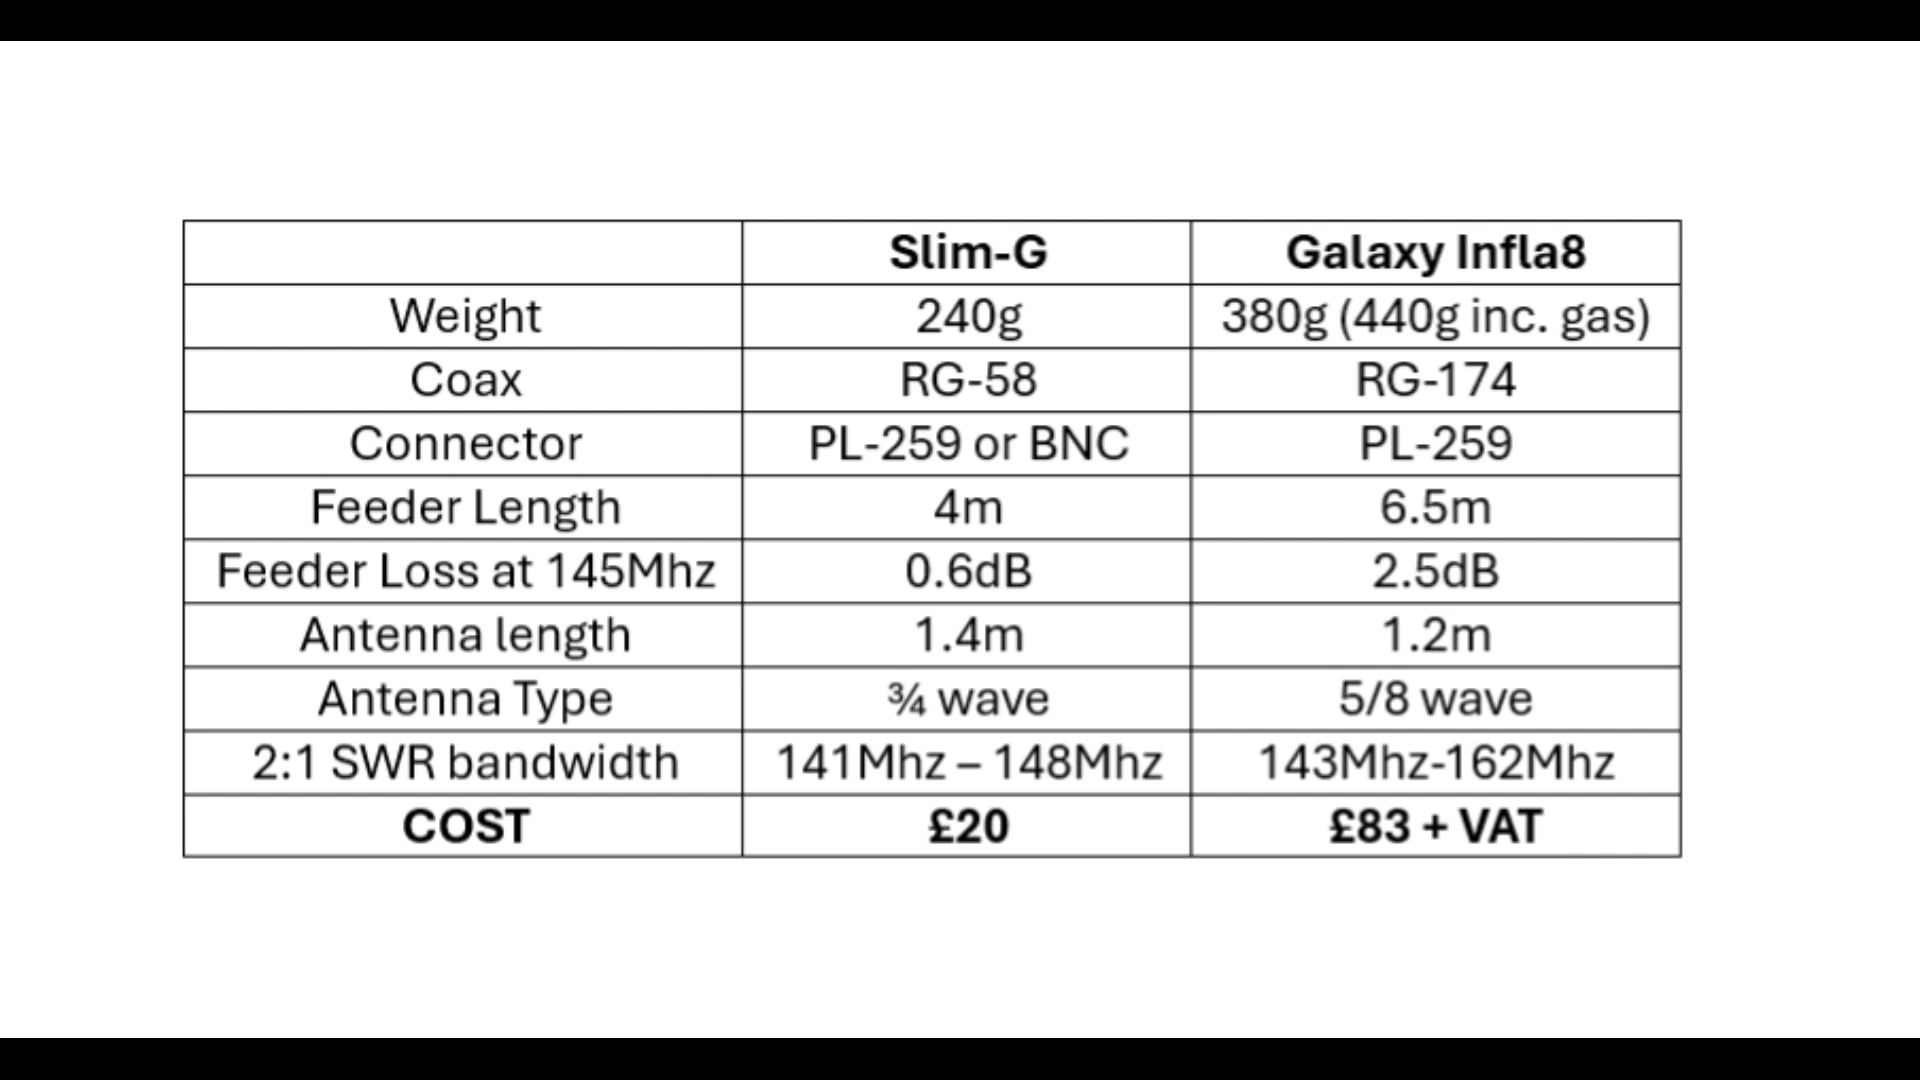 Slim-G Galaxy Infla8
Weight 240g 380g (440g inc. gas)
Coax RG-58 RG-174
Connector PL-259 or BNC PL-259
Feeder Length 4m 6.5m
Feeder Loss at 145Mhz 0.6dB 2.5dB
Antenna length 1.4m 1.2m
Antenna Type ¾ wave 5/8 wave
2:1 SWR bandwidth 141Mhz – 148Mhz 143Mhz-162Mhz
COST £20 £83 + VAT